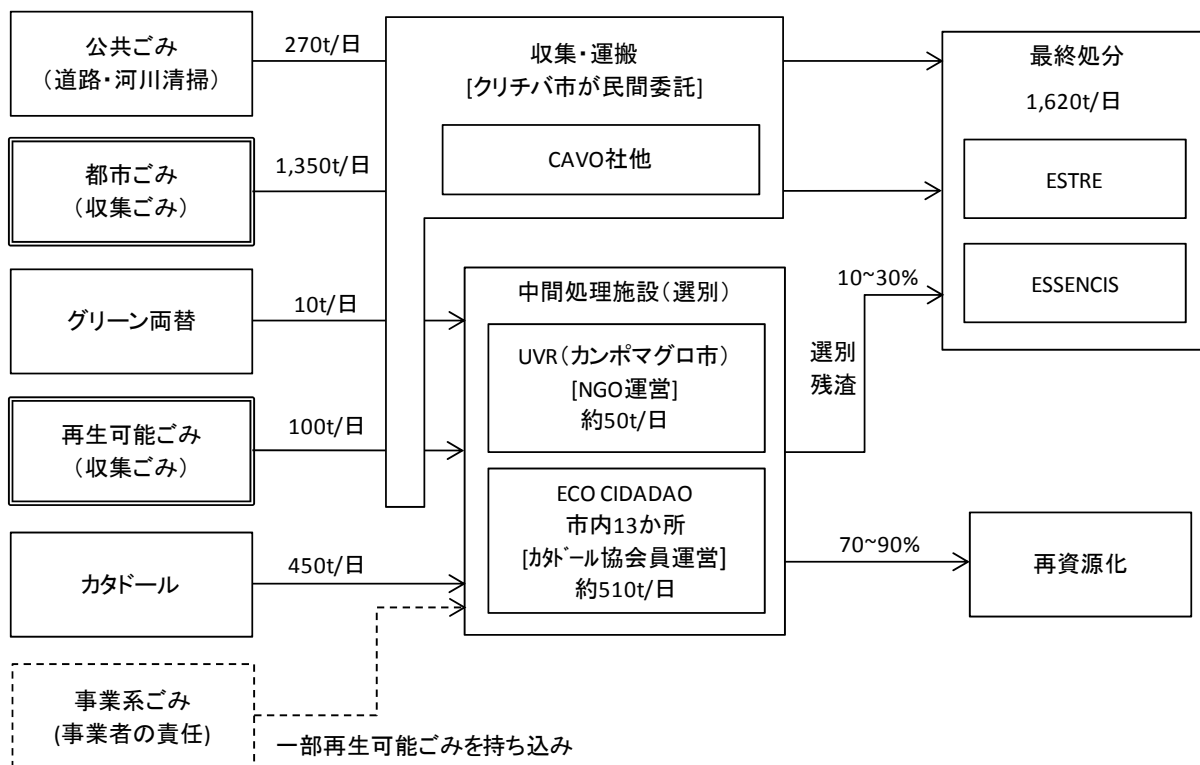 公共ごみ
（道路・河川清掃）
270t/日
都市ごみ
（収集ごみ）
1,350t/日
グリーン両替
10t/日
再生可能ごみ
（収集ごみ）
100t/日
カタドール
450t/日
事業系ごみ
(事業者の責任)
一部再生可能ごみを持ち込み
収集・運搬
[クリチバ市が民間委託]
CAVO社他
中間処理施設（選別）
UVR（カンポマグロ市）
[NGO運営]
約50t/日
ECO CIDADAO
市内13か所
[ｶﾀﾄﾞｰﾙ協会員運営]
約510t/日
10~30%
選別
残渣
70~90%
最終処分
1,620t/日
ESTRE
ESSENCIS
再資源化